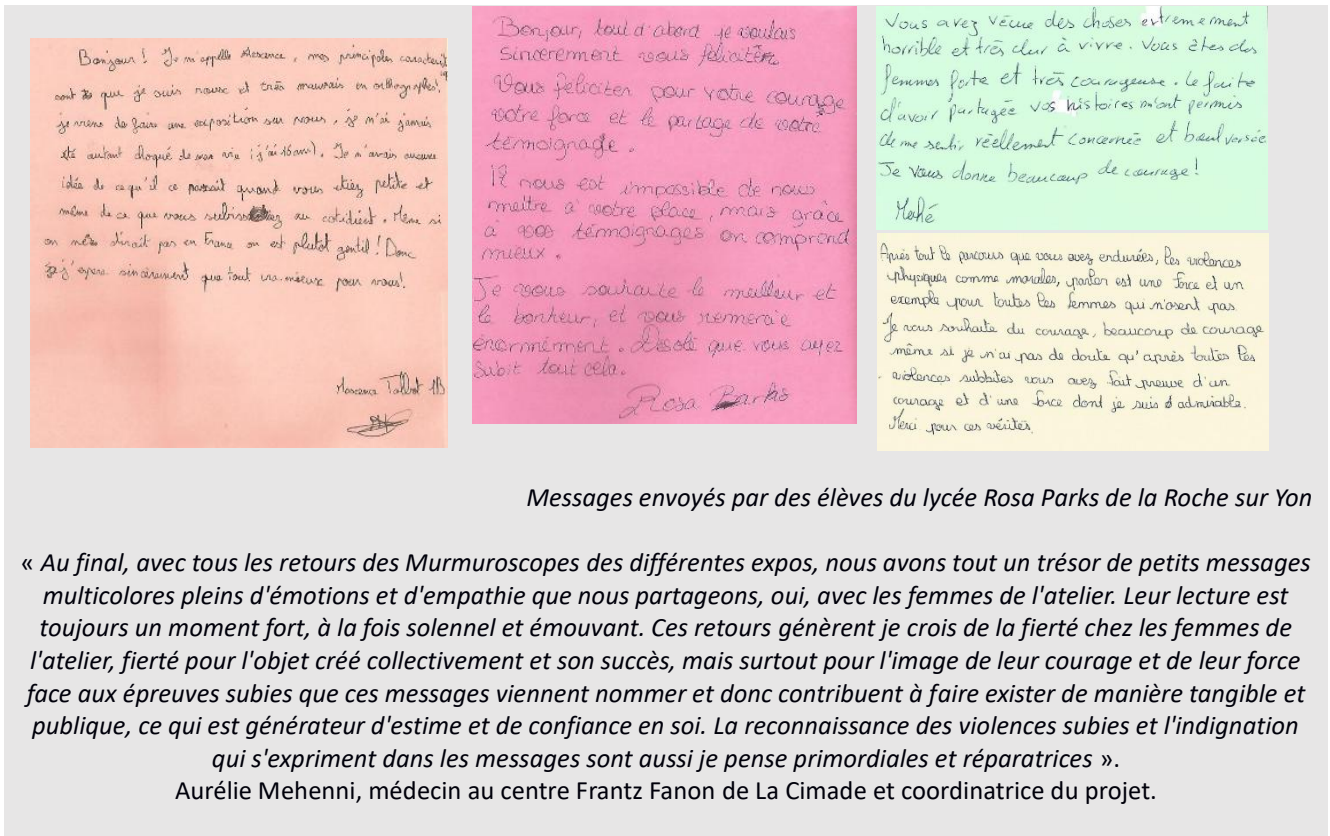 Bonjour ! Je m'appelle Maxence, mes principales caracteri
sont que je suis rousse et très mauvais en orthographe,
je viens de faire une exposition sur vous, je n'ai jamais
été autant choqué de ma vie (j'ai 16 ans). Je n'avais aucune
idée de ce qu'il ce passait quand vous étiez petite et
même de ce que vous subissez au cotidient. Meme si
on ne dirait pas en France on est plutot gentil ! Donc
j'espere sincèrement que tout ira mieux pour vous !
1B
Bonjour, tout d'abord je voulais
sincerement vous féliciter
Vous féliciter pour votre courage
votre force et le partage de votre
témoignage.
Il nous est impossible de nous
mettre à votre place, mais grâce
à vos témoignages on comprend
mieux.
Je vous souhaite le meilleur et
le bonheur, et vous remercie
énormément. Désolé que vous ayez
subit tout cela.
Rosa Parks
Vous avez vécue des choses extremement
horrible et très dur à vivre. Vous êtes des
femmes forte et très courageuse. Le faite
d'avoir partagée vos histoires m'ont permis
de me sentir réellement concernée et boulversée
Je vous donne beaucoup de courage !
Après tout le parcours que vous avez endurées, les violences
physiques comme morales, parler est une force et un
exemple pour toutes les femmes qui n'osent pas.
Je vous souhaite du courage, beaucoup de courage
même si je n'ai pas de doute qu'après toutes les
violences subbites vous avez fait preuve d'un
courage et d'une force dont je suis admirable.
Merci pour ces vérités.
Messages envoyés par des élèves du lycée Rosa Parks de la Roche sur Yon
« Au final, avec tous les retours des Murmuroscopes des différentes expos, nous avons tout un trésor de petits messages
multicolores pleins d'émotions et d'empathie que nous partageons, oui, avec les femmes de l'atelier. Leur lecture est
toujours un moment fort, à la fois solennel et émouvant. Ces retours génèrent je crois de la fierté chez les femmes de
l'atelier, fierté pour l'objet créé collectivement et son succès, mais surtout pour l'image de leur courage et de leur force
face aux épreuves subies que ces messages viennent nommer et donc contribuent à faire exister de manière tangible et
publique, ce qui est générateur d'estime et de confiance en soi. La reconnaissance des violences subies et l'indignation
qui s'expriment dans les messages sont aussi je pense primordiales et réparatrices ».
Aurélie Mehenni, médecin au centre Frantz Fanon de La Cimade et coordinatrice du projet.